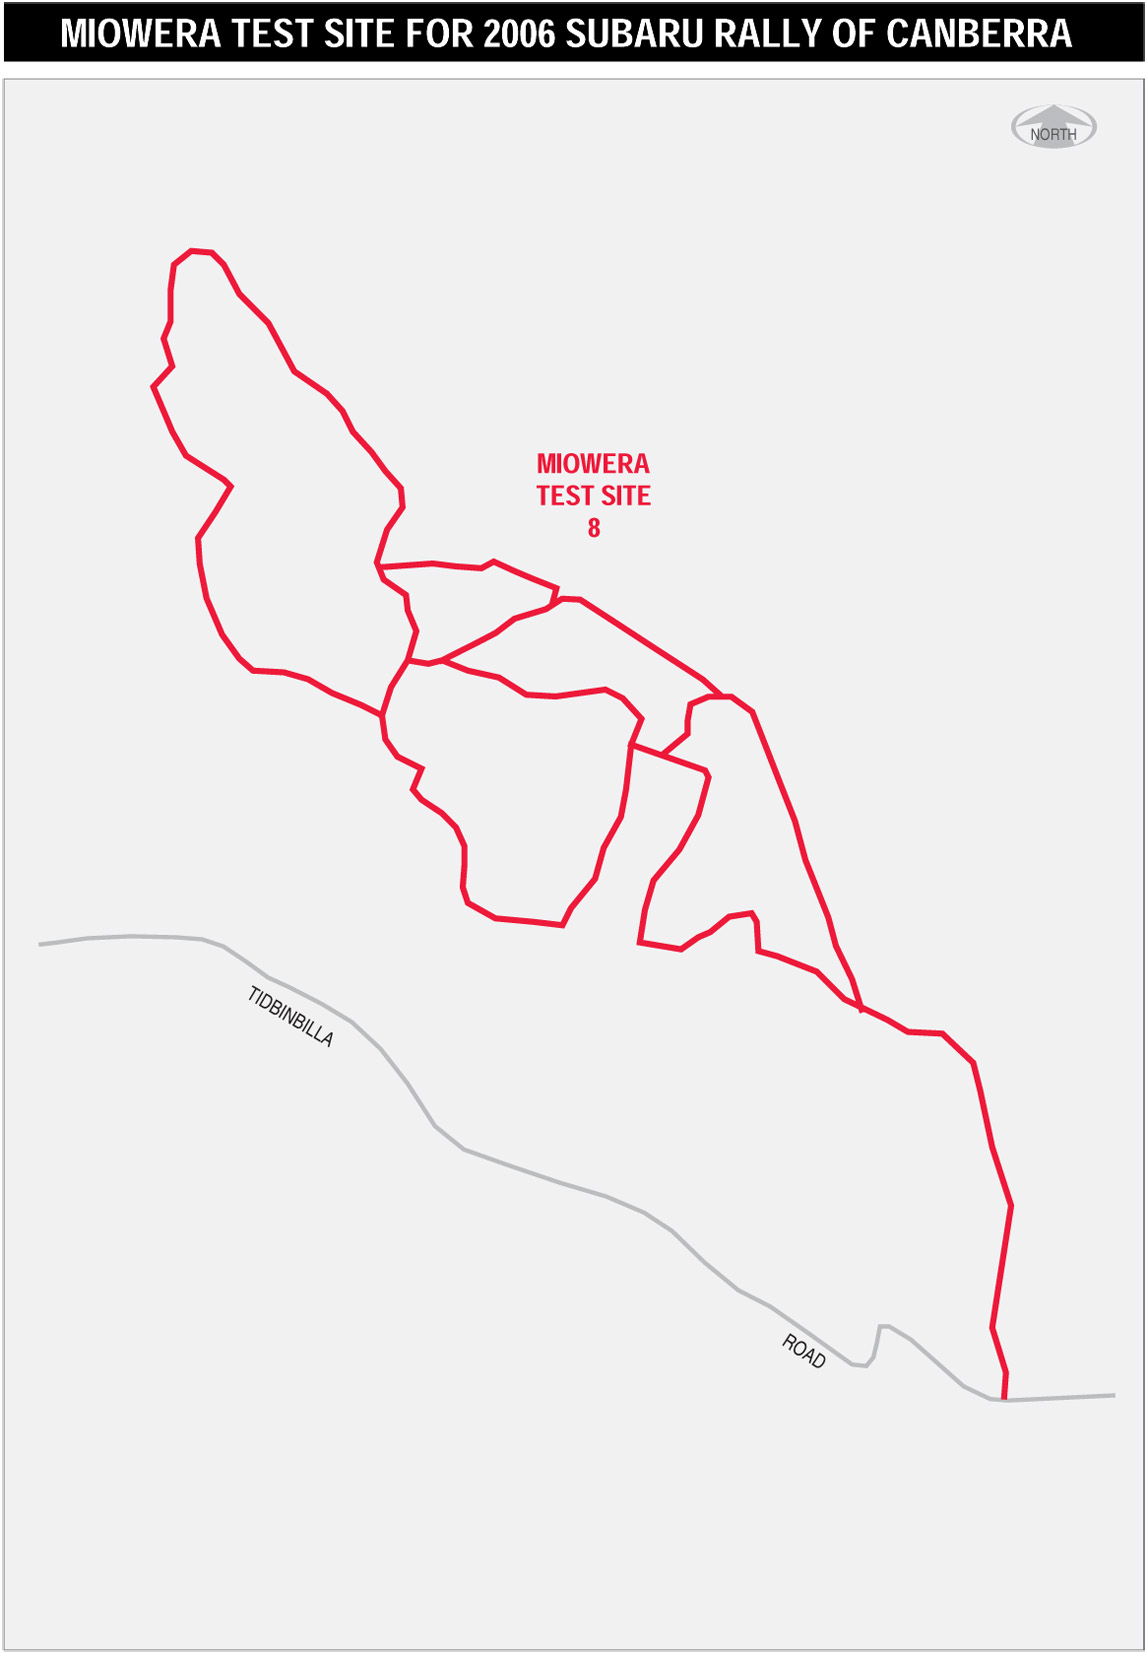 MIOWERA TEST SITE FOR 2006 SUBARU RALLY OF CANBERRA
NORTH
MIOWERA
TEST SITE
8
TIDBINBILLA
ROAD